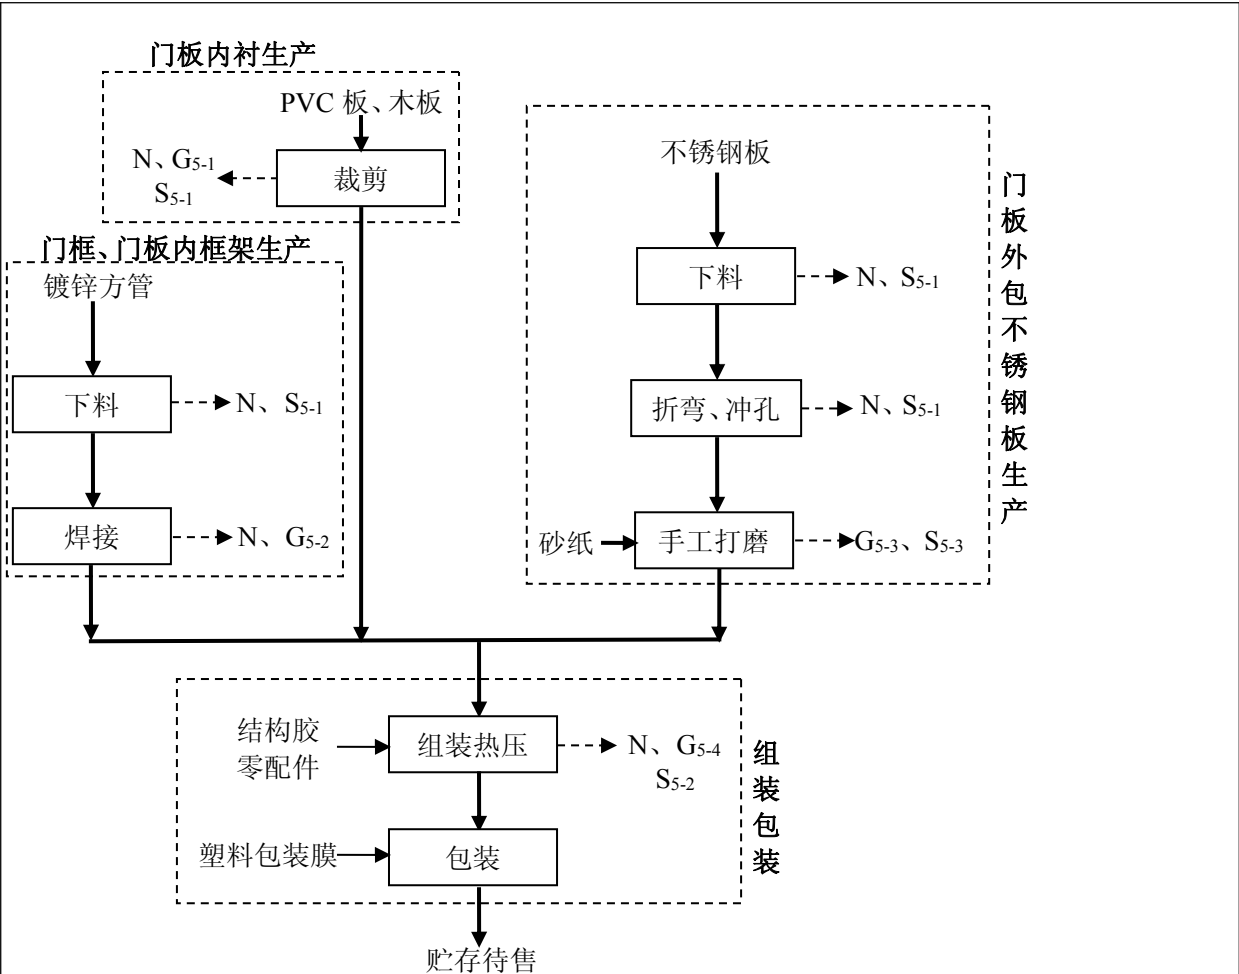 门板内衬生产
PVC 板、木板
N、G5-1
S5-1
裁剪
门框、门板内框架生产
镀锌方管
下料
N、S5-1
焊接
N、G5-2
不锈钢板
下料
N、S5-1
折弯、冲孔
N、S5-1
砂纸
手工打磨
G5-3、S5-3
门板外包不锈钢板生产
结构胶
零配件
组装热压
N、G5-4
S5-2
塑料包装膜
包装
组装包装
贮存待售